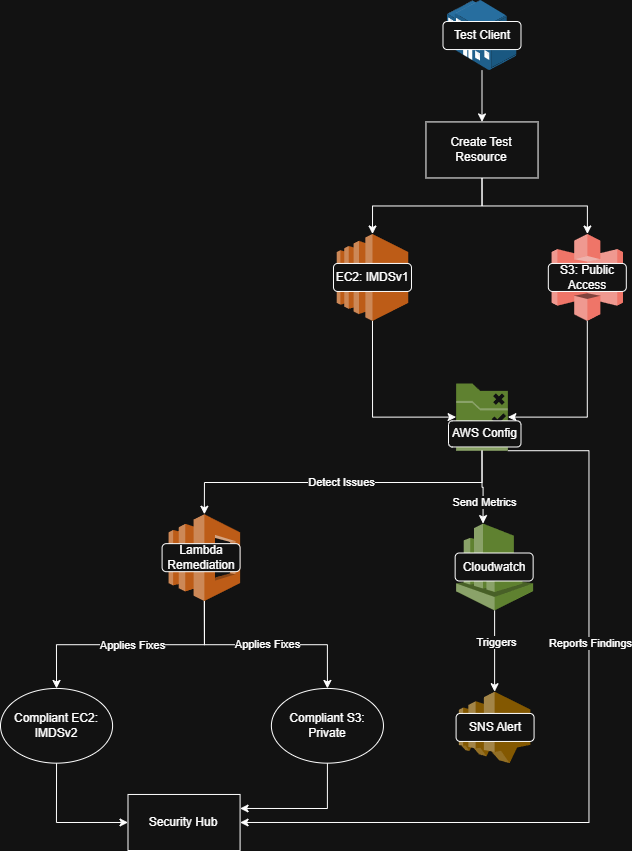 Test Client
Create Test
Resource
EC2: IMDSv1
S3: Public
Access
AWS Config
Detect Issues
Send Metrics
Lambda
Remediation
Cloudwatch
Applies Fixes
Applies Fixes
Triggers
Reports Findings
Compliant EC2:
IMDSv2
Compliant S3:
Private
SNS Alert
Security Hub